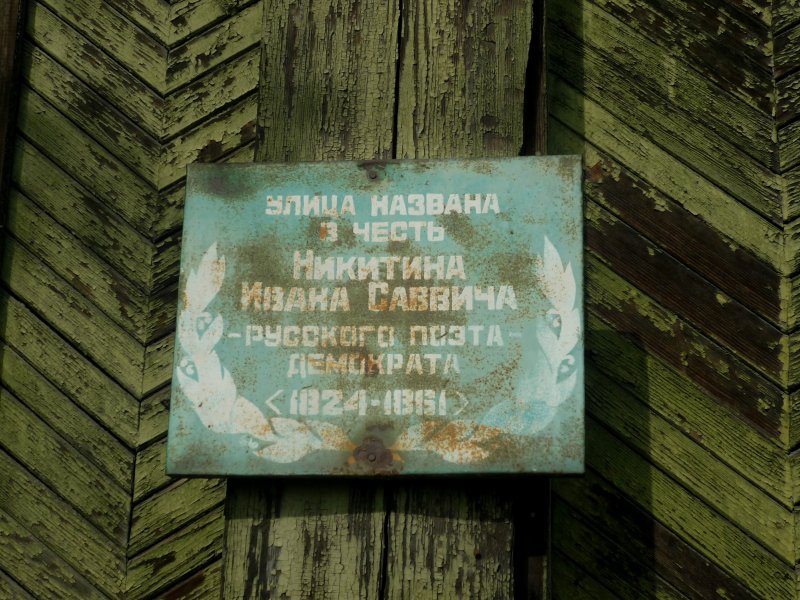 УЛИЦА НАЗВАНА
В ЧЕСТЬ
НИКИТИНА
ИВАНА САВВИЧА
-РУССКОГО ПОЭТА-
ДЕМОКРАТА
<1824-1861>